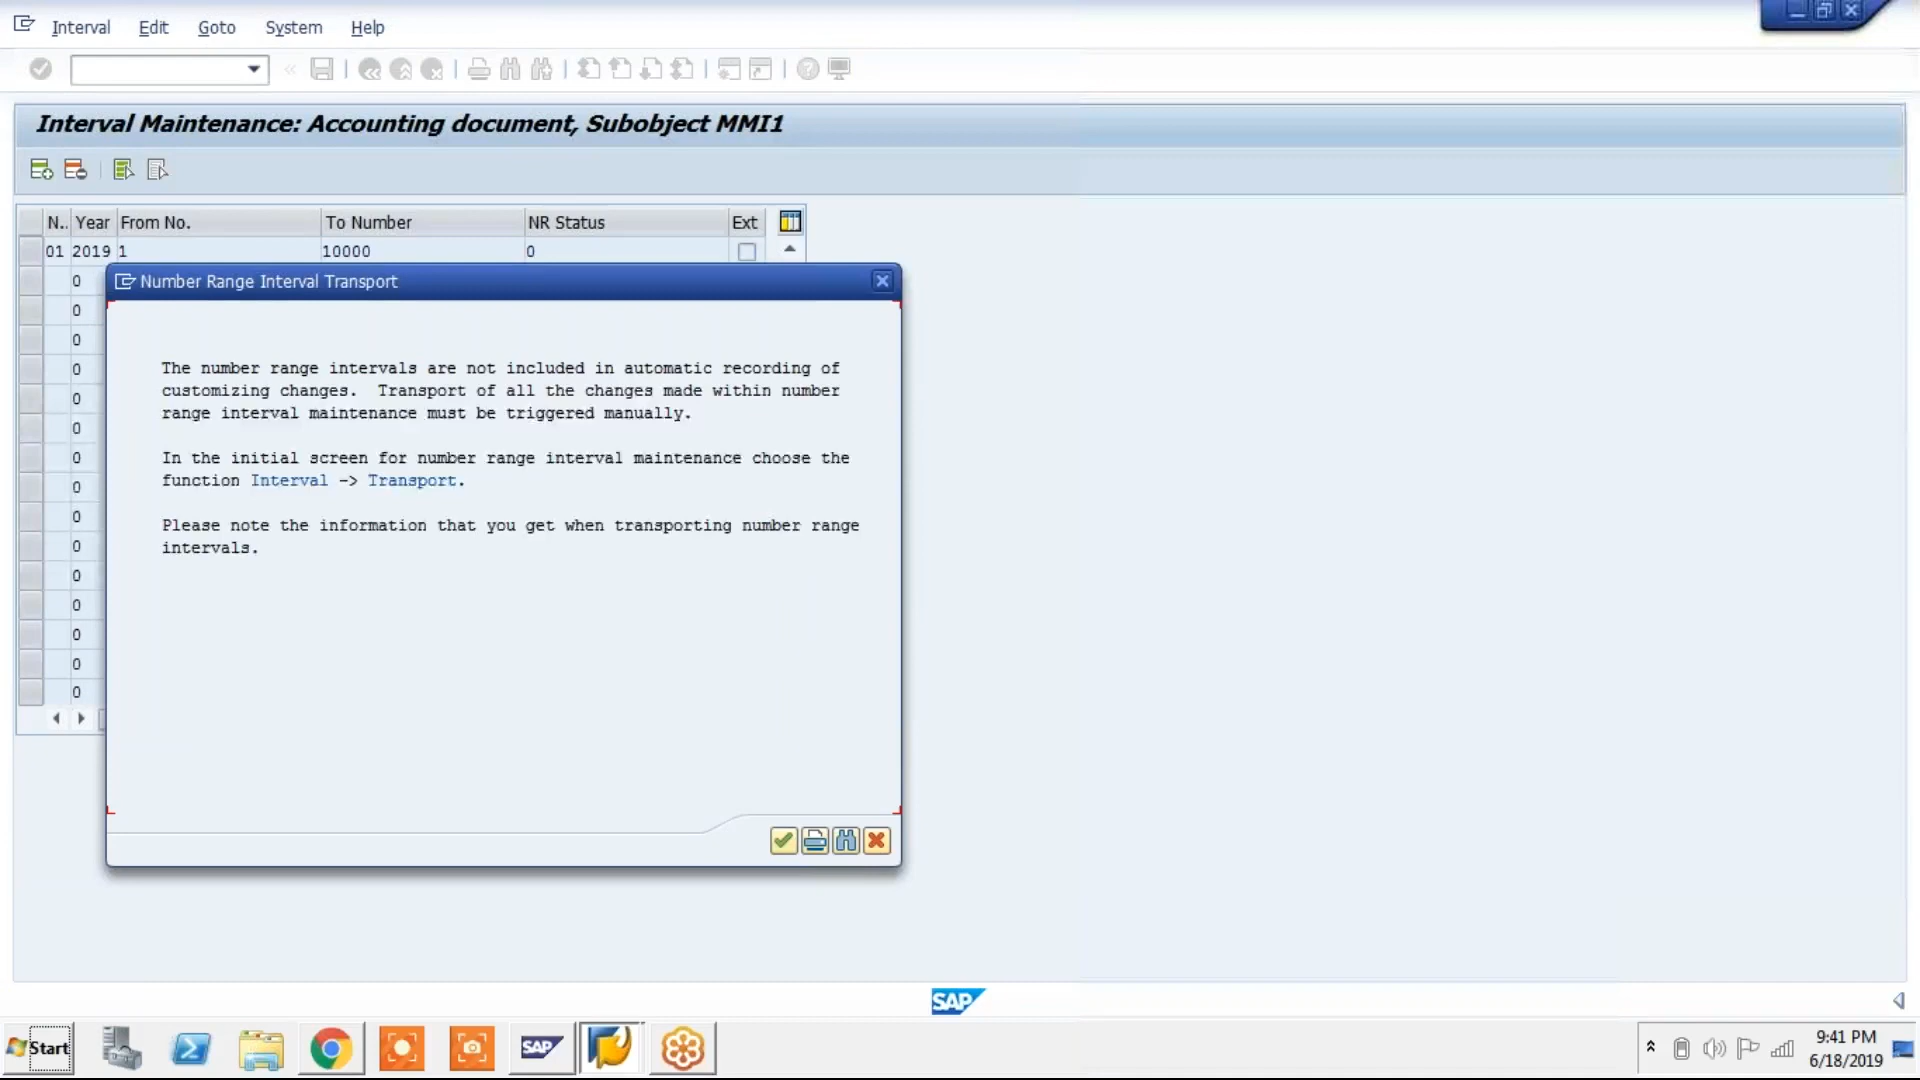 Interval Edit Goto System Help
Interval Maintenance: Accounting document, Subobject MMI1
N.. Year From No. To Number NR Status Ext
01 2019 1 10000 0
0
Number Range Interval Transport
0
0
The number range intervals are not included in automatic recording of
0
customizing changes. Transport of all the changes made within number
0
range interval maintenance must be triggered manually.
0
In the initial screen for number range interval maintenance choose the
0
function Interval -> Transport.
0
0
Please note the information that you get when transporting number range
0
intervals.
0
0
0
0
0
SAP
Start
SAP
9:41 PM
6/18/2019